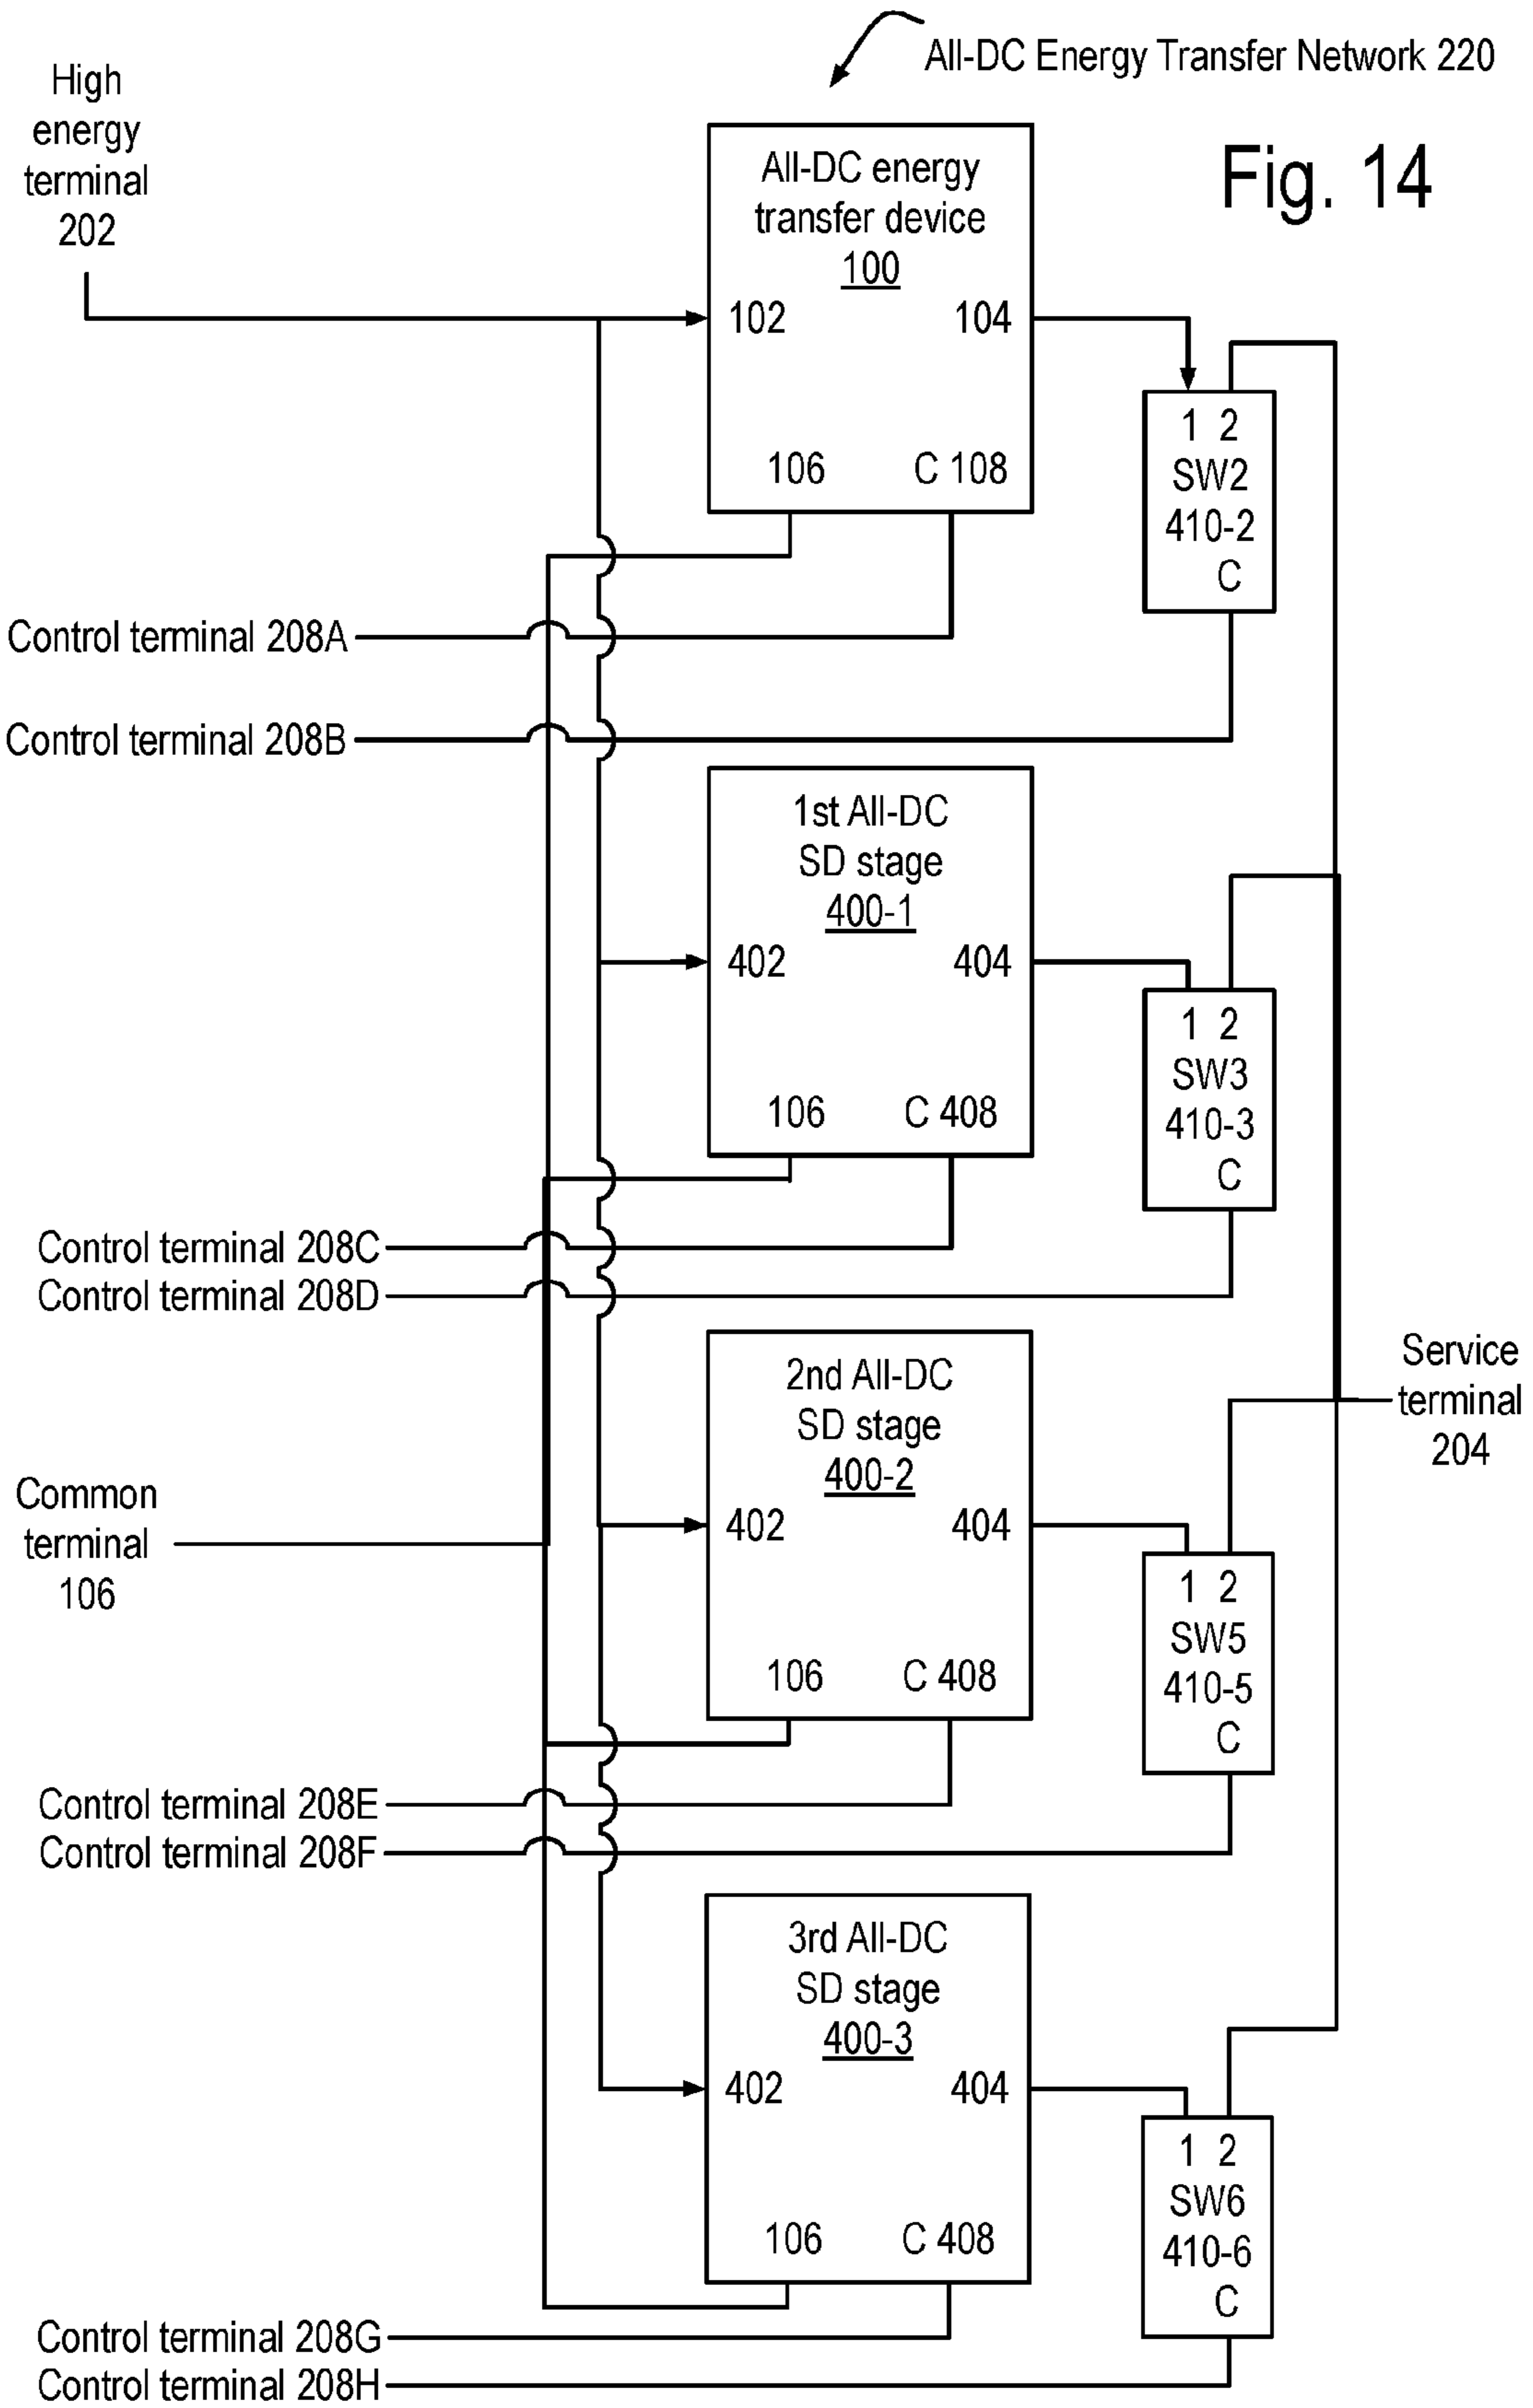 All-DC Energy Transfer Network 220
Fig. 14
High
energy
terminal
202
All-DC energy
transfer device
100
102 104
106 C 108
1 2
SW2
410-2
C
Control terminal 208A
Control terminal 208B
1st All-DC
SD stage
400-1
402 404
106 C 408
1 2
SW3
410-3
C
Control terminal 208C
Control terminal 208D
2nd All-DC
SD stage
400-2
402 404
106 C 408
Service
terminal
204
Common
terminal
106
1 2
SW5
410-5
C
Control terminal 208E
Control terminal 208F
3rd All-DC
SD stage
400-3
402 404
106 C 408
1 2
SW6
410-6
C
Control terminal 208G
Control terminal 208H